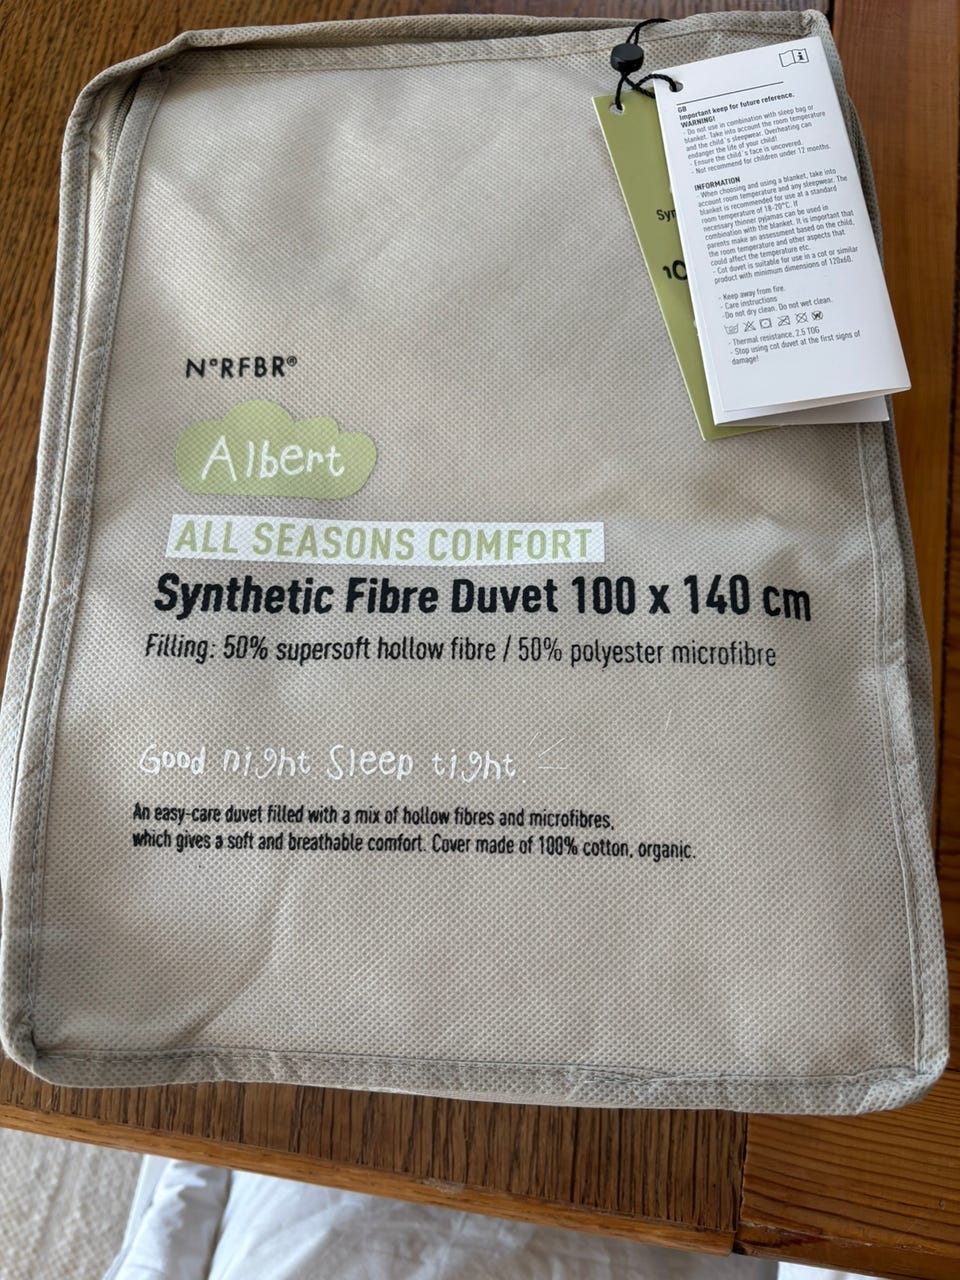 GB
Important keep for future reference.
WARNING!
- Do not use in combination with sleep bag or
blanket. Take into account the room temperature
and the child's sleepwear. Overheating can
endanger the life of your child!
- Ensure the child's face is uncovered.
- Not recommend for children under 12 months.
INFORMATION
- When choosing and using a blanket, take into
account room temperature and any sleepwear. The
blanket is recommended for use at a standard
room temperature of 18-20°C. If
necessary thinner pyjamas can be used in
combination with the blanket. It is important that
parents make an assessment based on the child,
the room temperature and other aspects that
could affect the temperature etc.
- Cot duvet is suitable for use in a cot or similar
product with minimum dimensions of 120x60.
- Keep away from fire.
- Care instructions
-Do not dry clean. Do not wet clean.
- Thermal resistance, 2.5 TOG
- Stop using cot duvet at the first signs of
damage!
N°RFBR®
Albert
ALL SEASONS COMFORT
Synthetic Fibre Duvet 100 x 140 cm
Filling: 50% supersoft hollow fibre / 50% polyester microfibre
Good night Sleep tight
An easy-care duvet filled with a mix of hollow fibres and microfibres,
which gives a soft and breathable comfort. Cover made of 100% cotton, organic.